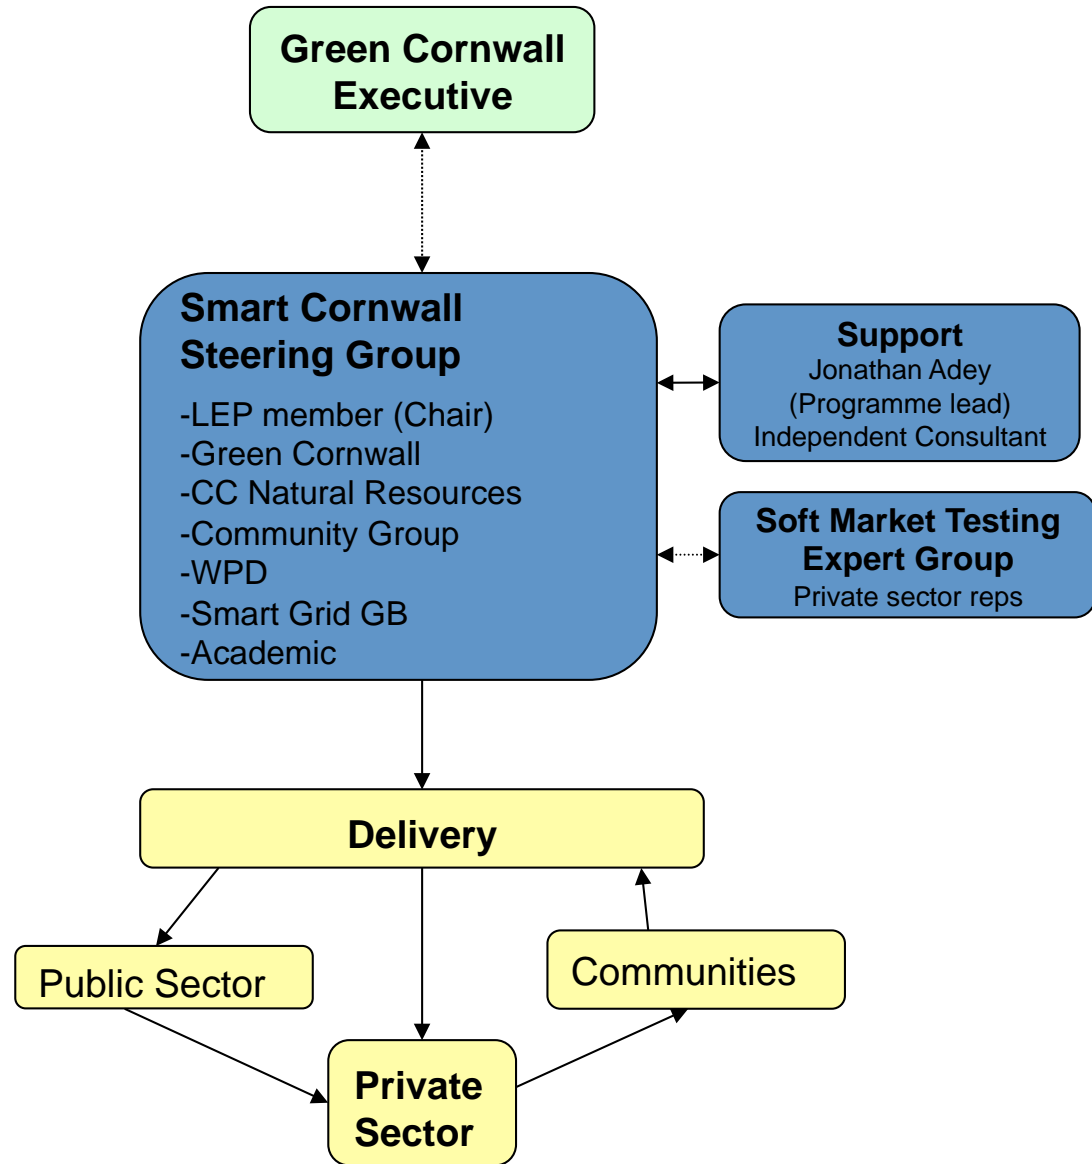 Green Cornwall
Executive
Smart Cornwall
Steering Group
-LEP member (Chair)
-Green Cornwall
-CC Natural Resources
-Community Group
-WPD
-Smart Grid GB
-Academic
Support
Jonathan Adey
(Programme lead)
Independent Consultant
Soft Market Testing
Expert Group
Private sector reps
Delivery
Public Sector
Communities
Private
Sector